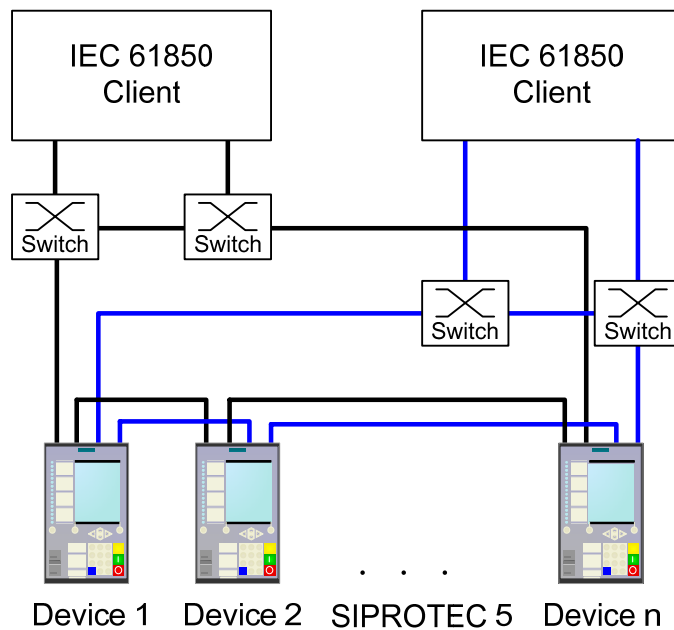 IEC 61850
Client
IEC 61850
Client
Switch
Switch
Switch
Switch
Device 1
Device 2
. . .
SIPROTEC 5
Device n